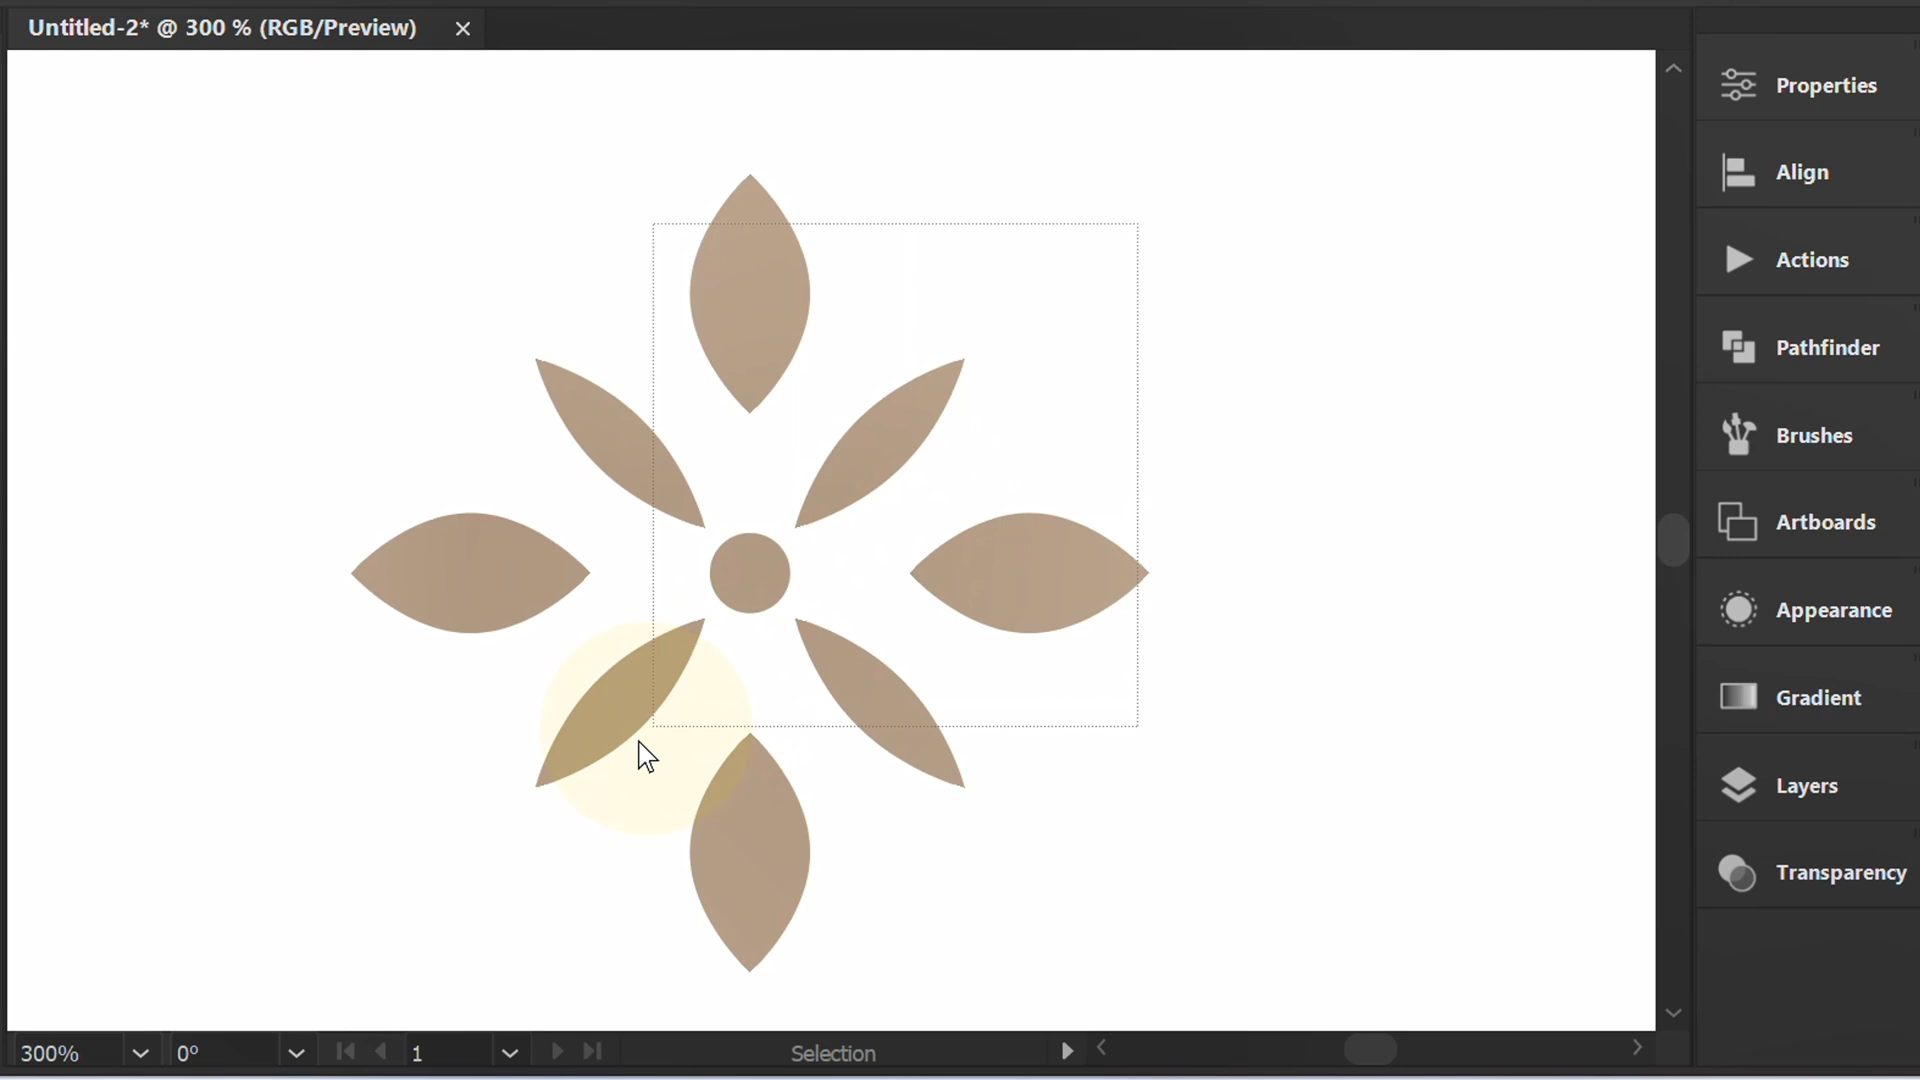 Untitled-2* @ 300 % (RGB/Preview)
Properties
Align
Actions
Pathfinder
Brushes
Artboards
Appearance
Gradient
Layers
Transparency
300%
0°
1
Selection